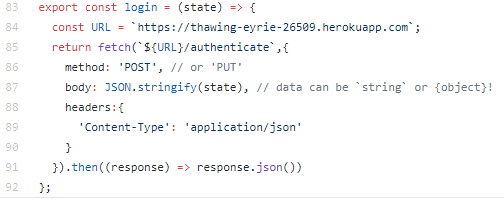 83 export const login = (state) => {
84 const URL = `https://thawing-eyrie-26509.herokuapp.com`;
85 return fetch(`${URL}/authenticate`,{
86 method: 'POST', // or 'PUT'
87 body: JSON.stringify(state), // data can be `string` or {object}!
88 headers:{
89 'Content-Type': 'application/json'
90 }
91 }).then((response) => response.json())
92 };